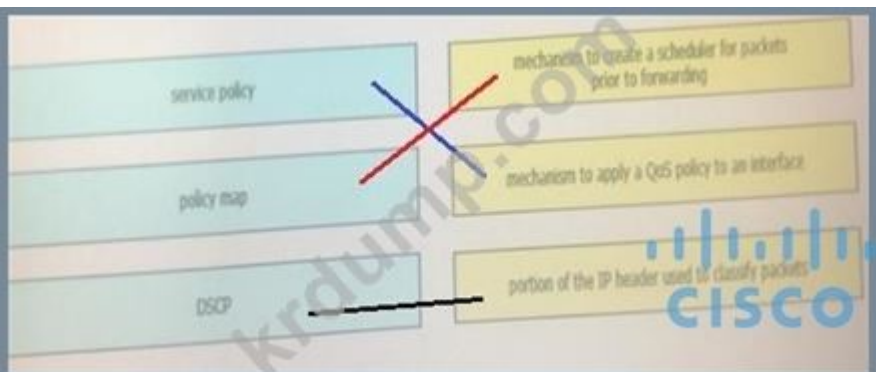 service policy
mechanism to create a scheduler for packets
prior to forwarding
policy map
mechanism to apply a QoS policy to an interface
DSCP
portion of the IP header used to classify packets
CISCO
krdump.com